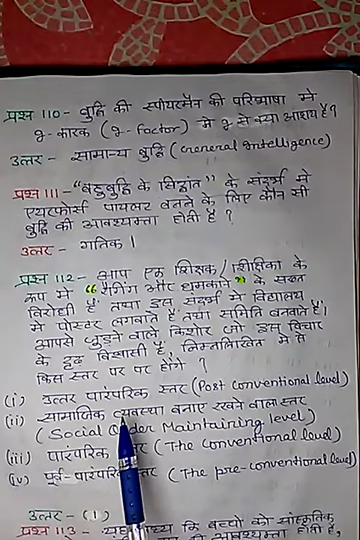 प्रश्न 110 - बुद्धि की स्पीयरमैन की परिभाषा में
g-कारक (g-factor) में g से क्या आशय है?
उत्तर - सामान्य बुद्धि (General Intelligence)
प्रश्न 111 - "बहुबुद्धि के सिद्धांत" के संदर्भ में
एयरफोर्स पायलट बनने के लिए कौन सी
बुद्धि की आवश्यकता होती है?
उत्तर - गतिक।
प्रश्न 112 - आप एक शिक्षक/शिक्षिका के
रूप में "रैगिंग और धमकाने" के सख्त
विरोधी हैं तथा इस संदर्भ में विद्यालय
में पोस्टर लगवाते हैं तथा समिति बनवाते हैं।
आपसे जुड़ने वाले किशोर जो इस विचार
के दृढ़ विश्वासी हैं, निम्नलिखित में से
किस स्तर पर होंगे?
(i) उत्तर पारंपरिक स्तर (Post conventional level)
(ii) सामाजिक व्यवस्था बनाए रखने वाला स्तर
(Social Order Maintaining level)
(iii) पारंपरिक स्तर (The conventional level)
(iv) पूर्व-पारंपरिक स्तर (The pre-conventional level)
उत्तर - (1)
प्रश्न 113 - कि बच्चों को सांस्कृतिक
की आवश्यकता होती है,